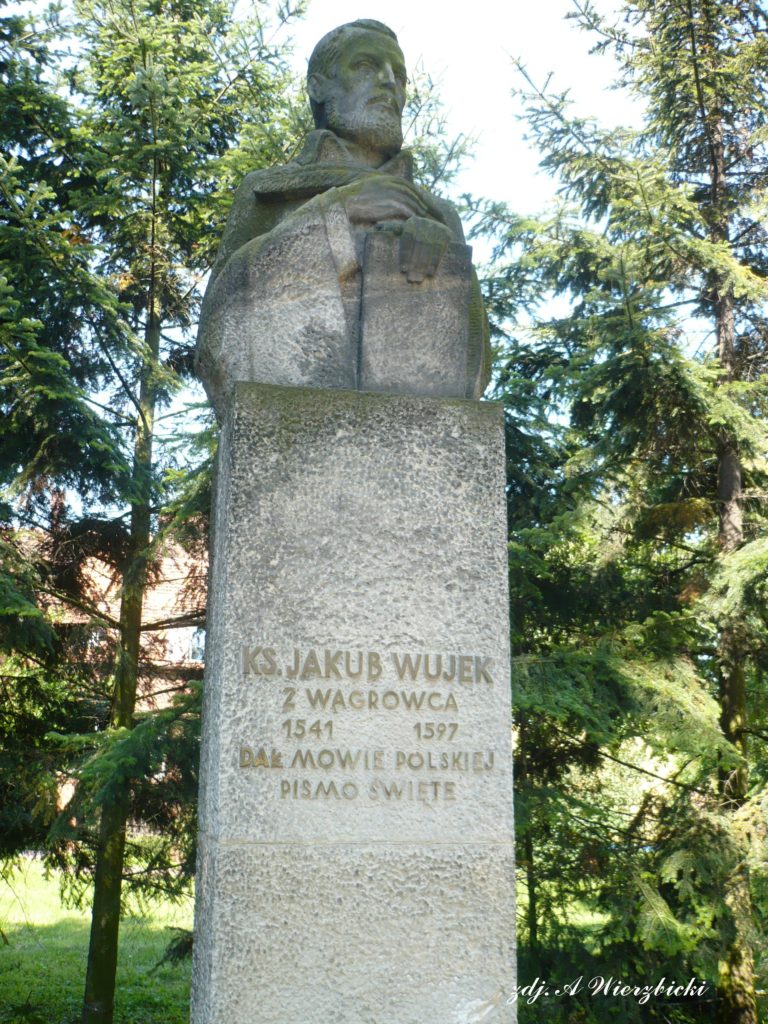 KS. JAKUB WUJEK
Z WĄGROWCA
1541 1597
DAŁ MOWIE POLSKIEJ
PISMO ŚWIĘTE
zdj. A Wierzbicki